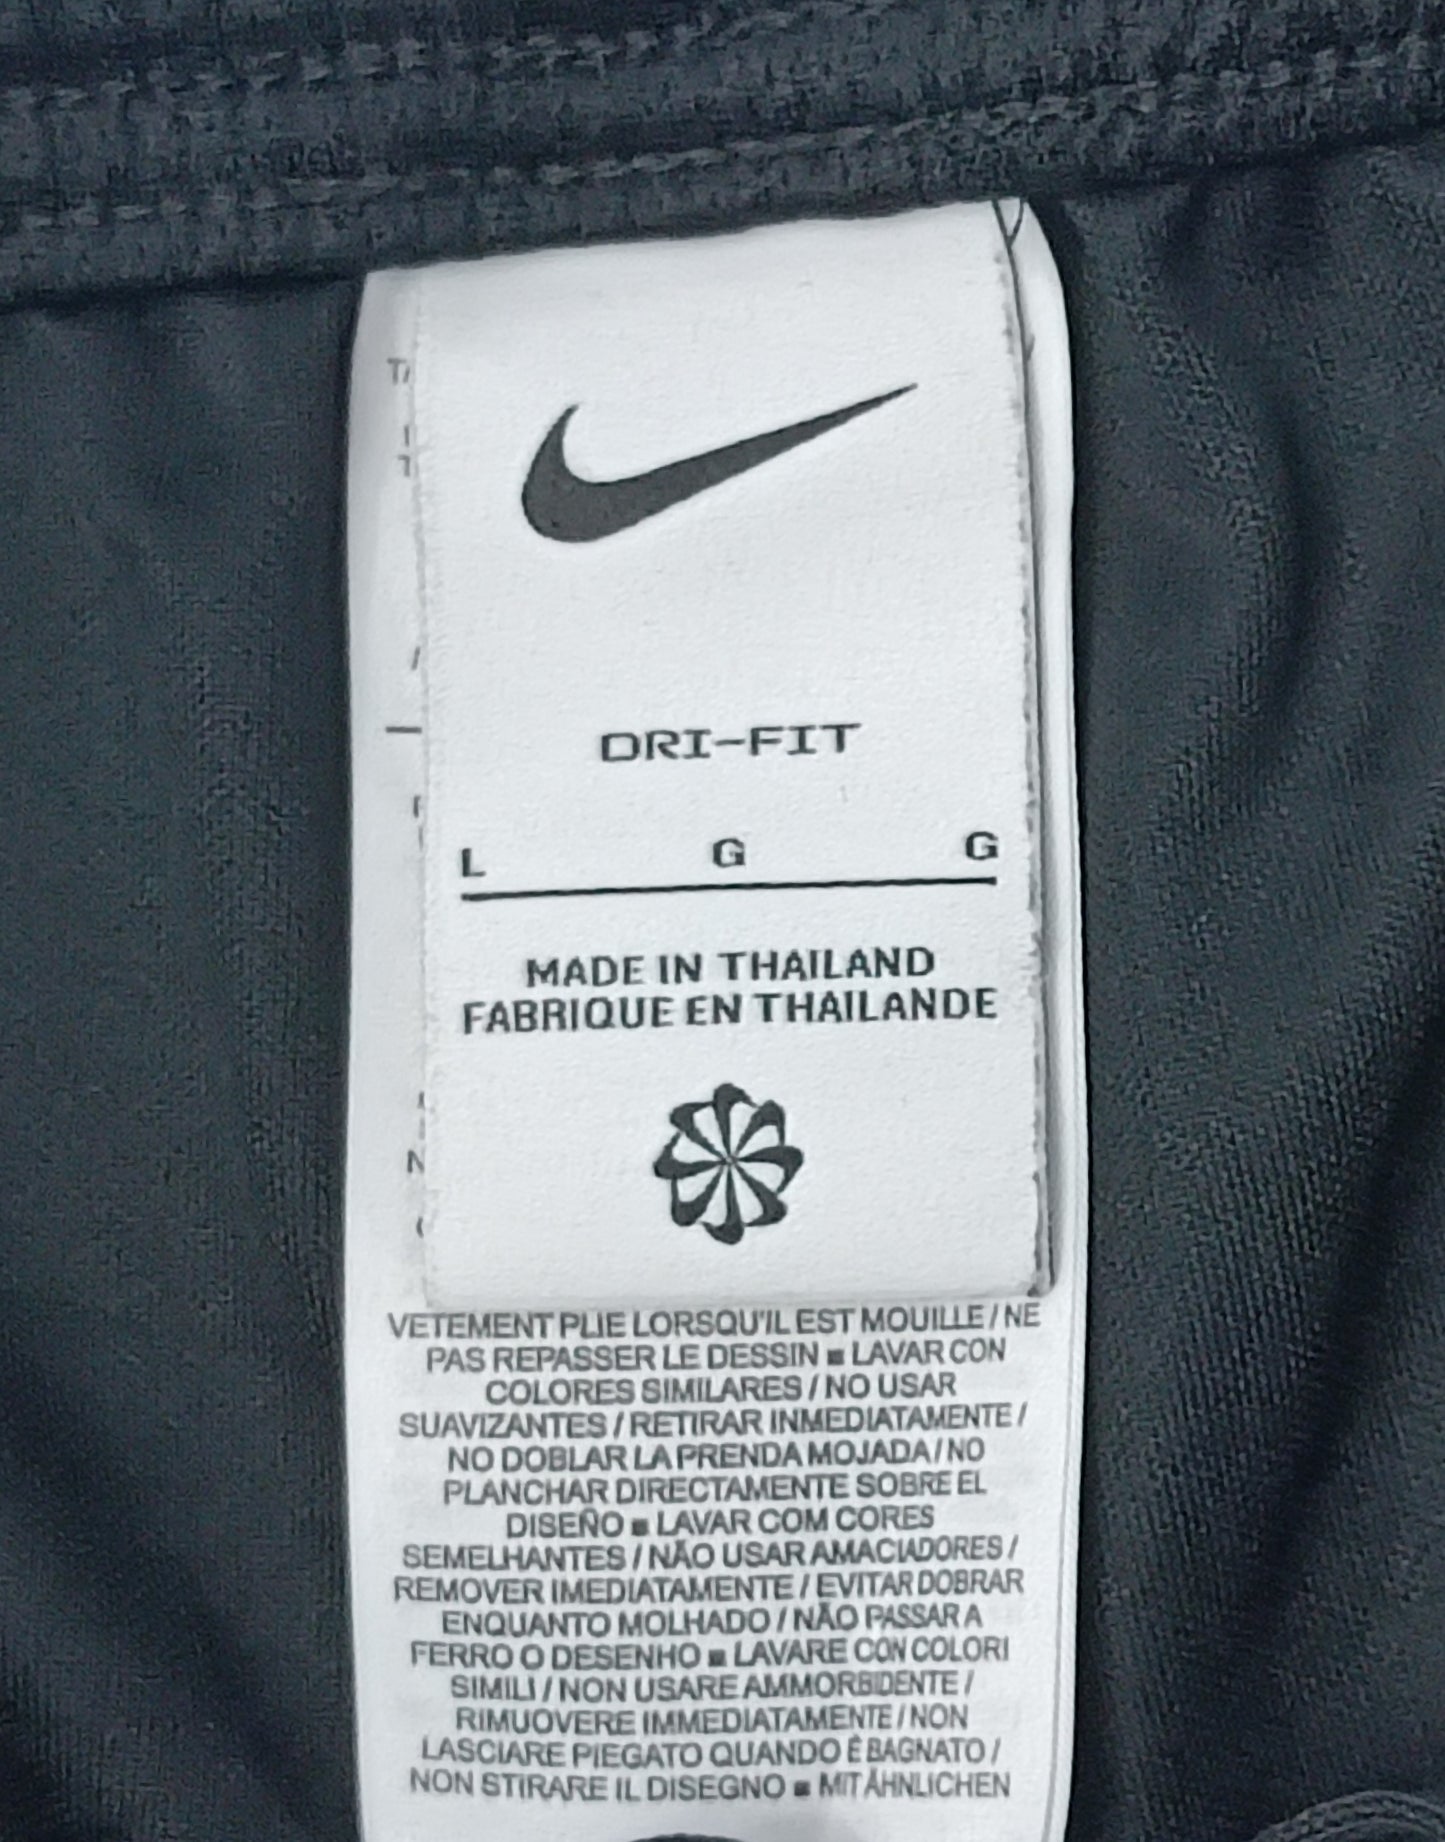 DRI-FIT
L G G
MADE IN THAILAND
FABRIQUE EN THAILANDE
VETEMENT PLIE LORSQU'IL EST MOUILLE / NE
PAS REPASSER LE DESSIN ■ LAVAR CON
COLORES SIMILARES / NO USAR
SUAVIZANTES / RETIRAR INMEDIATAMENTE /
NO DOBLAR LA PRENDA MOJADA / NO
PLANCHAR DIRECTAMENTE SOBRE EL
DISEÑO ■ LAVAR COM CORES
SEMELHANTES / NÃO USAR AMACIADORES /
REMOVER IMEDIATAMENTE / EVITAR DOBRAR
ENQUANTO MOLHADO / NÃO PASSAR A
FERRO O DESENHO ■ LAVARE CON COLORI
SIMILI / NON USARE AMMORBIDENTE /
RIMUOVERE IMMEDIATAMENTE / NON
LASCIARE PIEGATO QUANDO È BAGNATO /
NON STIRARE IL DISEGNO ■ MIT ÄHNLICHEN